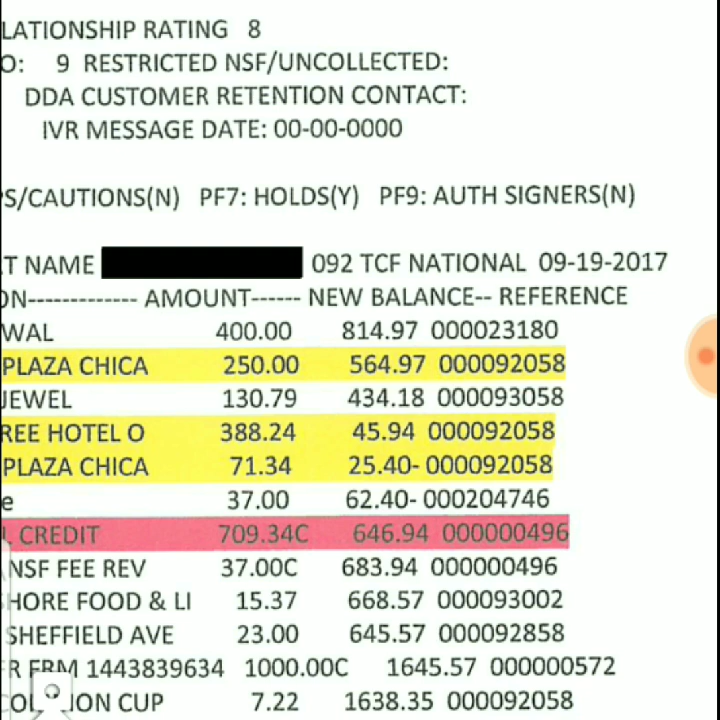 LATIONSHIP RATING 8
O: 9 RESTRICTED NSF/UNCOLLECTED:
DDA CUSTOMER RETENTION CONTACT:
IVR MESSAGE DATE: 00-00-0000
PS/CAUTIONS(N) PF7: HOLDS(Y) PF9: AUTH SIGNERS(N)
T NAME 092 TCF NATIONAL 09-19-2017
ON------------- AMOUNT------ NEW BALANCE-- REFERENCE
WAL 400.00 814.97 000023180
PLAZA CHICA 250.00 564.97 000092058
JEWEL 130.79 434.18 000093058
REE HOTEL O 388.24 45.94 000092058
PLAZA CHICA 71.34 25.40- 000092058
e 37.00 62.40- 000204746
L CREDIT 709.34C 646.94 000000496
NSF FEE REV 37.00C 683.94 000000496
SHORE FOOD & LI 15.37 668.57 000093002
SHEFFIELD AVE 23.00 645.57 000092858
R FRM 1443839634 1000.00C 1645.57 000000572
CUP 7.22 1638.35 000092058